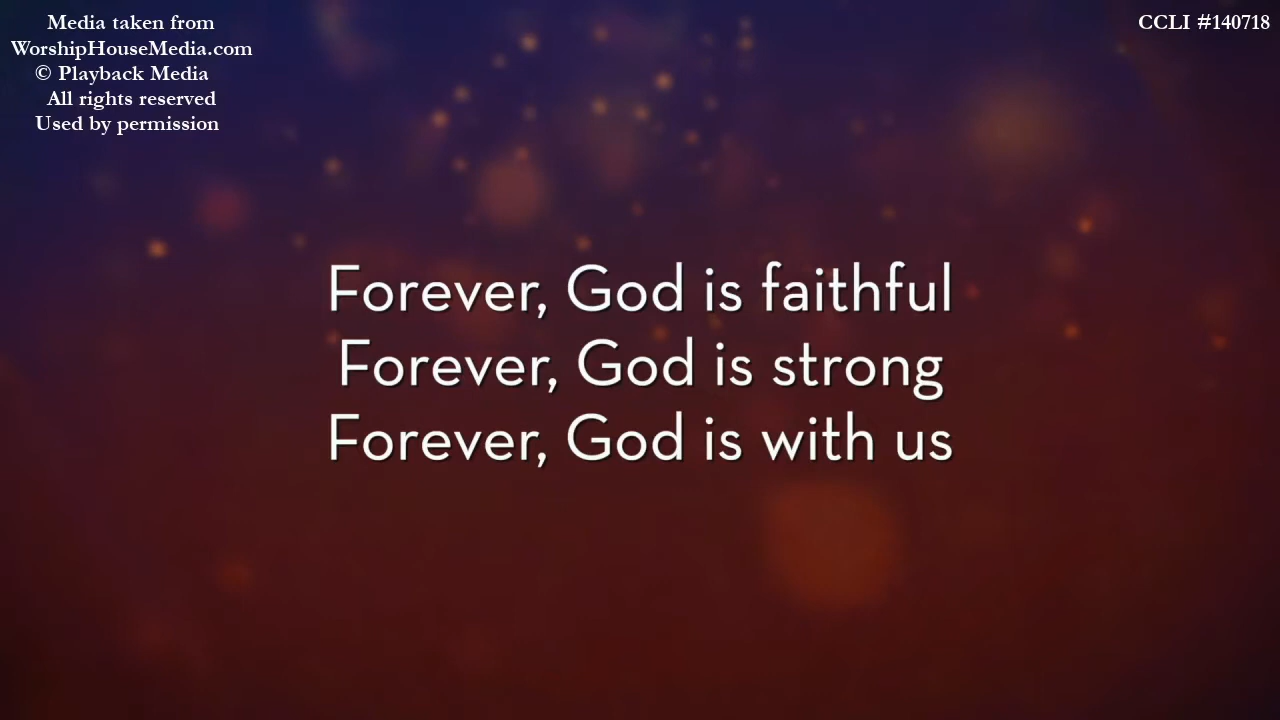 Media taken from
WorshipHouseMedia.com
© Playback Media
All rights reserved
Used by permission
CCLI #140718
Forever, God is faithful
Forever, God is strong
Forever, God is with us